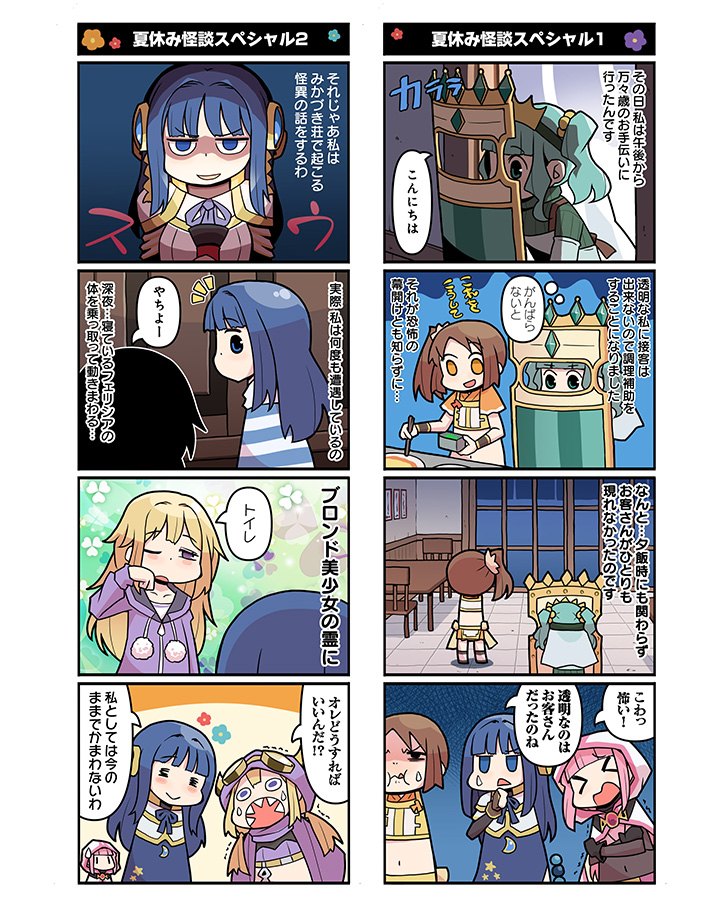 夏休み怪談スペシャル1
その日私は午後から
万々歳のお手伝いに
行ったんです
カララ
こんにちは
透明な私に接客は
出来ないので調理補助を
することになりました
がんばら
ないと
これを
こうして
それが恐怖の
幕開けとも知らずに…
なんと…夕飯時にも関わらず
お客さんがひとりも
現れなかったのです
こわっ
怖い!
透明なのは
お客さん
だったのね
夏休み怪談スペシャル2
それじゃあ私は
みかづき荘で起こる
怪異の話をするわ
スウ
実際私は何度も遭遇しているの
やちよー
深夜…寝ているフェリシアの
体を乗っ取って動きまわる…
ブロンド美少女の霊に
トイレ
オレどうすれば
いいんだ!?
私としては今の
ままでかまわないわ